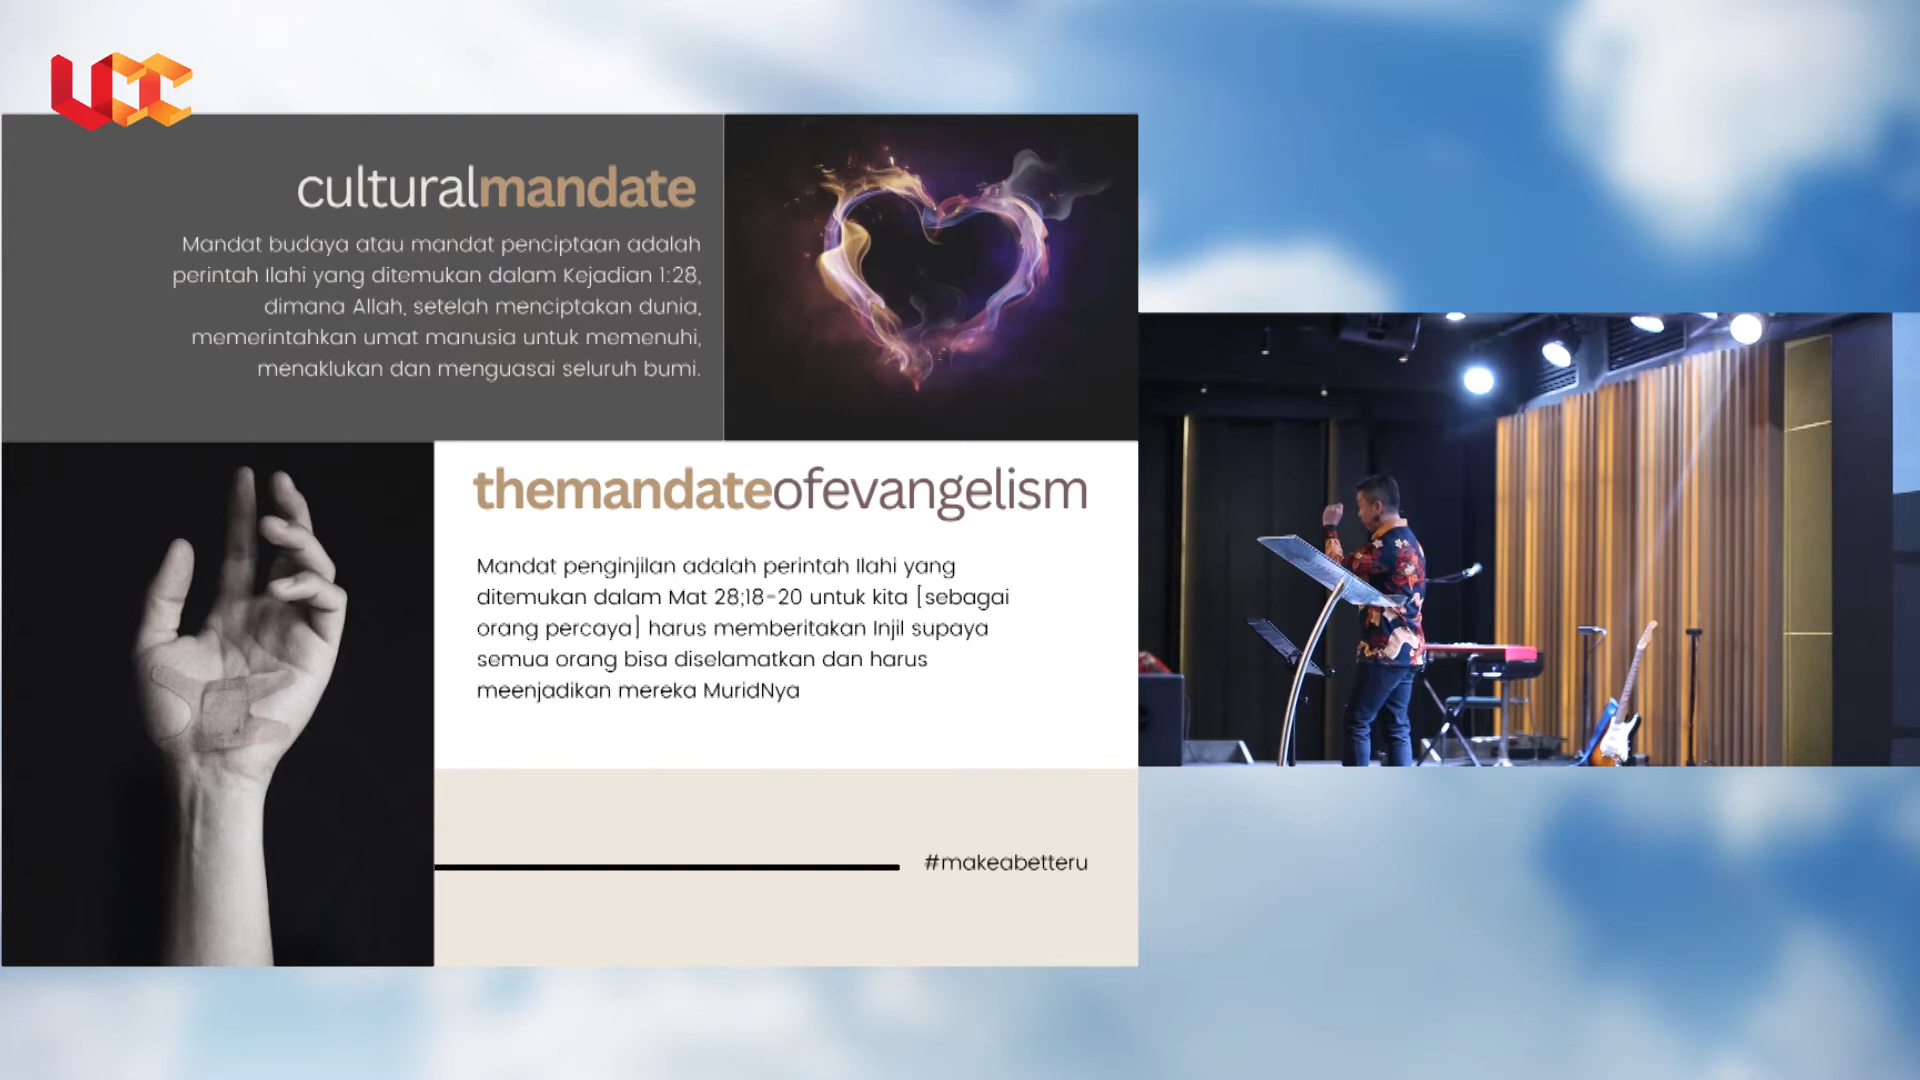 UCC
culturalmandate
Mandat budaya atau mandat penciptaan adalah
perintah Ilahi yang ditemukan dalam Kejadian 1:28,
dimana Allah, setelah menciptakan dunia,
memerintahkan umat manusia untuk memenuhi,
menaklukan dan menguasai seluruh bumi.
themandateofevangelism
Mandat penginjilan adalah perintah Ilahi yang
ditemukan dalam Mat 28;18-20 untuk kita [sebagai
orang percaya] harus memberitakan Injil supaya
semua orang bisa diselamatkan dan harus
meenjadikan mereka MuridNya
#makeabetteru